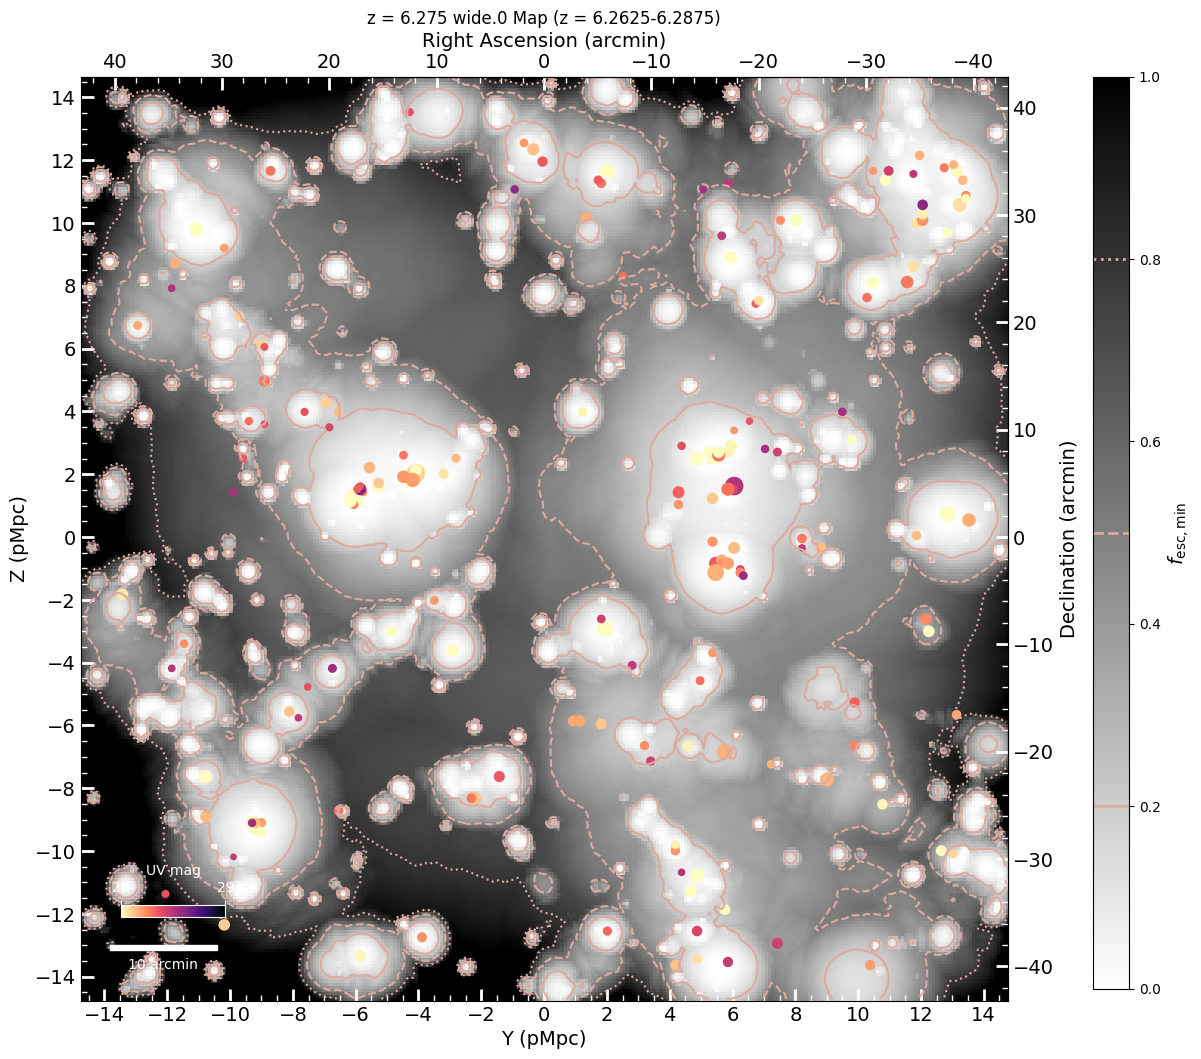 z = 6.275 wide.0 Map (z = 6.2625-6.2875)
Right Ascension (arcmin)
40 30 20 10 0 −10 −20 −30 −40
14 12 10 8 6 4 2 0 −2 −4 −6 −8 −10 −12 −14
Z (pMpc)
40 30 20 10 0 −10 −20 −30 −40
Declination (arcmin)
1.0 0.8 0.6 0.4 0.2 0.0
fesc,min
UV mag
29
10 arcmin
−14 −12 −10 −8 −6 −4 −2 0 2 4 6 8 10 12 14
Y (pMpc)